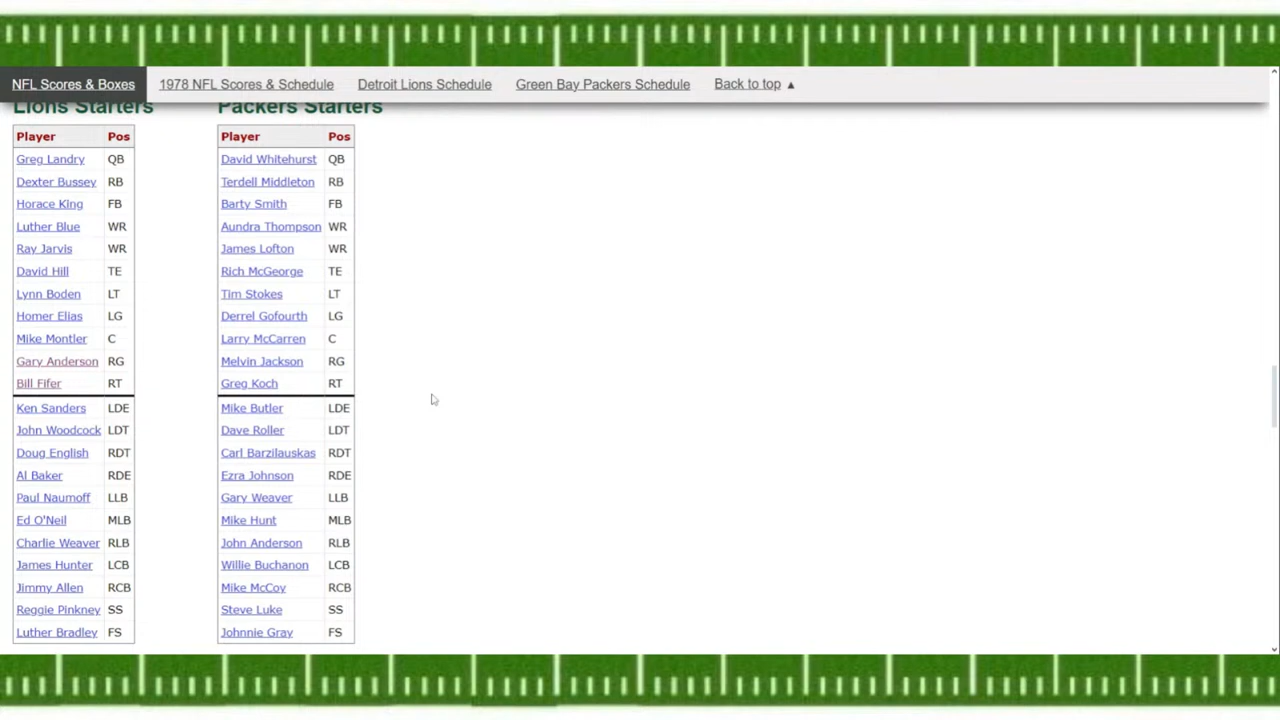 NFL Scores & Boxes 1978 NFL Scores & Schedule Detroit Lions Schedule Green Bay Packers Schedule Back to top ▲
Lions Starters Packers Starters
Player Pos Player Pos
Greg Landry QB David Whitehurst QB
Dexter Bussey RB Terdell Middleton RB
Horace King FB Barty Smith FB
Luther Blue WR Aundra Thompson WR
Ray Jarvis WR James Lofton WR
David Hill TE Rich McGeorge TE
Lynn Boden LT Tim Stokes LT
Homer Elias LG Derrel Gofourth LG
Mike Montler C Larry McCarren C
Gary Anderson RG Melvin Jackson RG
Bill Fifer RT Greg Koch RT
Ken Sanders LDE Mike Butler LDE
John Woodcock LDT Dave Roller LDT
Doug English RDT Carl Barzilauskas RDT
Al Baker RDE Ezra Johnson RDE
Paul Naumoff LLB Gary Weaver LLB
Ed O'Neil MLB Mike Hunt MLB
Charlie Weaver RLB John Anderson RLB
James Hunter LCB Willie Buchanon LCB
Jimmy Allen RCB Mike McCoy RCB
Reggie Pinkney SS Steve Luke SS
Luther Bradley FS Johnnie Gray FS